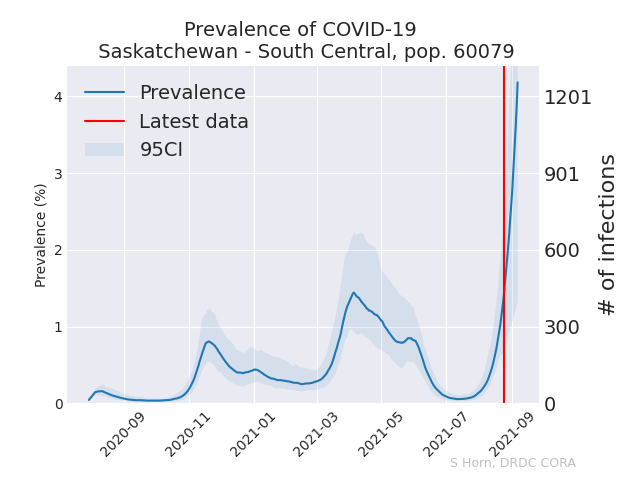 Prevalence of COVID-19
Saskatchewan - South Central, pop. 60079
Prevalence
Latest data
95CI
Prevalence (%)
4
3
2
1
0
1201
901
600
300
0
# of infections
2020-09
2020-11
2021-01
2021-03
2021-05
2021-07
2021-09
S Horn, DRDC CORA